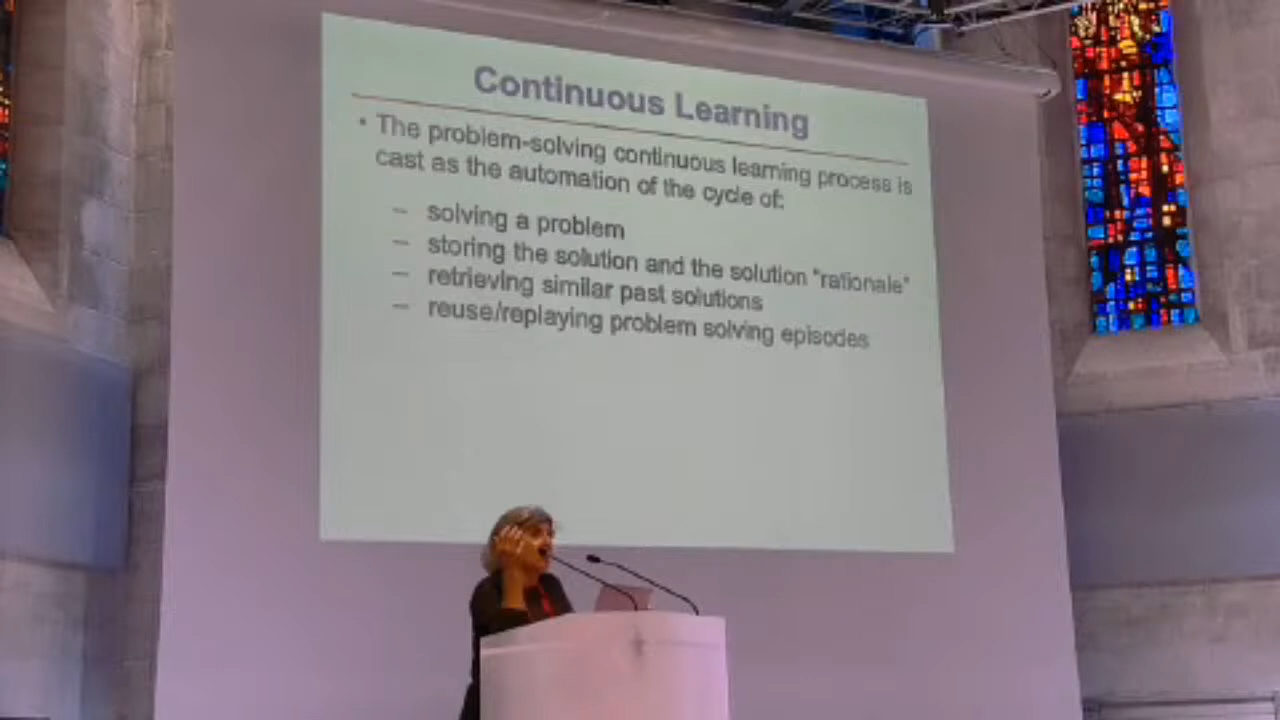 Continuous Learning
• The problem-solving continuous learning process is
cast as the automation of the cycle of:
– solving a problem
– storing the solution and the solution "rationale"
– retrieving similar past solutions
– reuse/replaying problem solving episodes